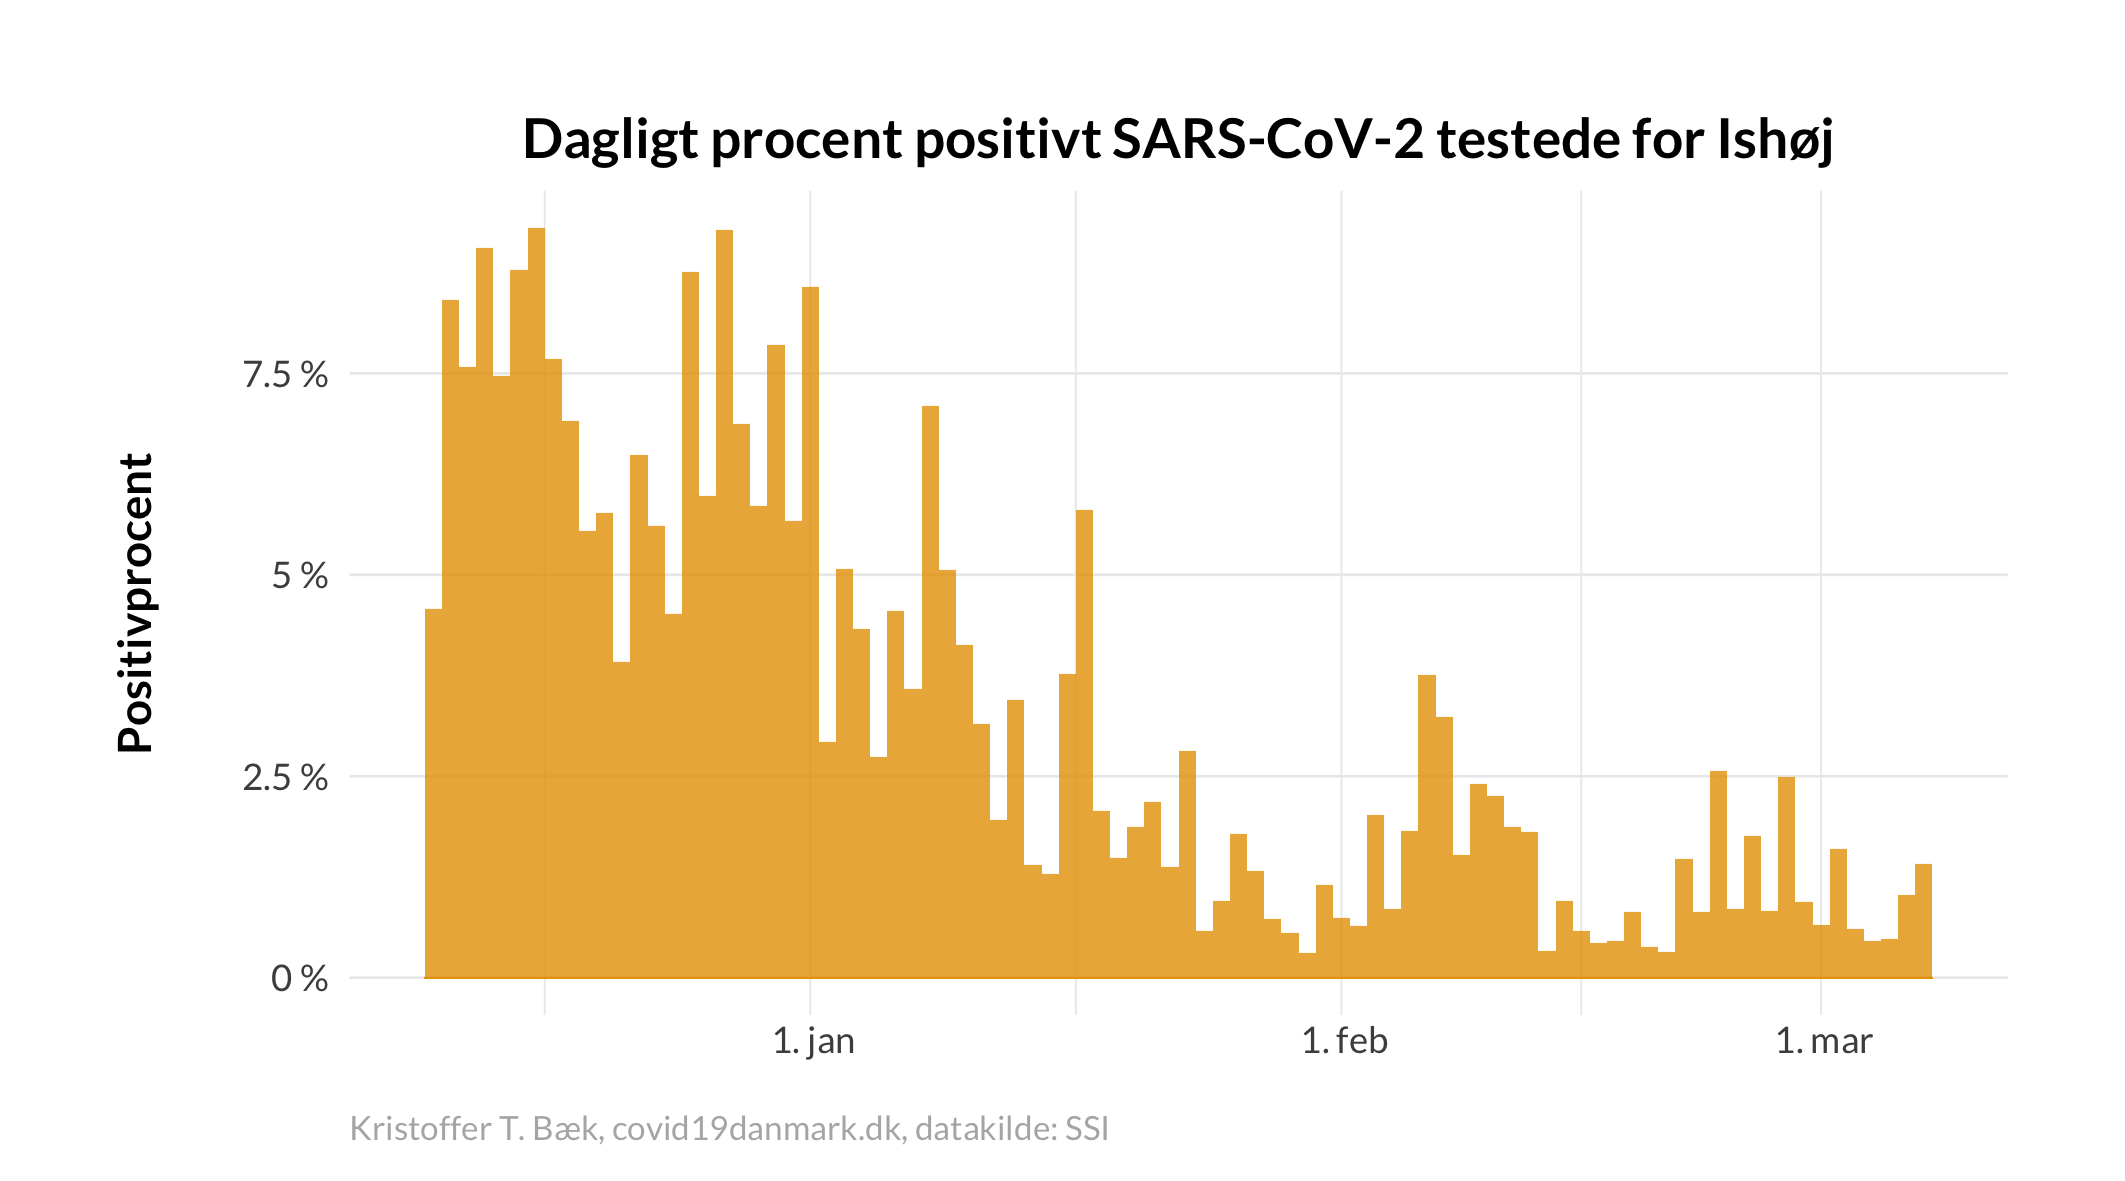 Dagligt procent positivt SARS-CoV-2 testede for Ishøj
Positivprocent
7.5 %
5 %
2.5 %
0 %
1. jan
1. feb
1. mar
Kristoffer T. Bæk, covid19danmark.dk, datakilde: SSI